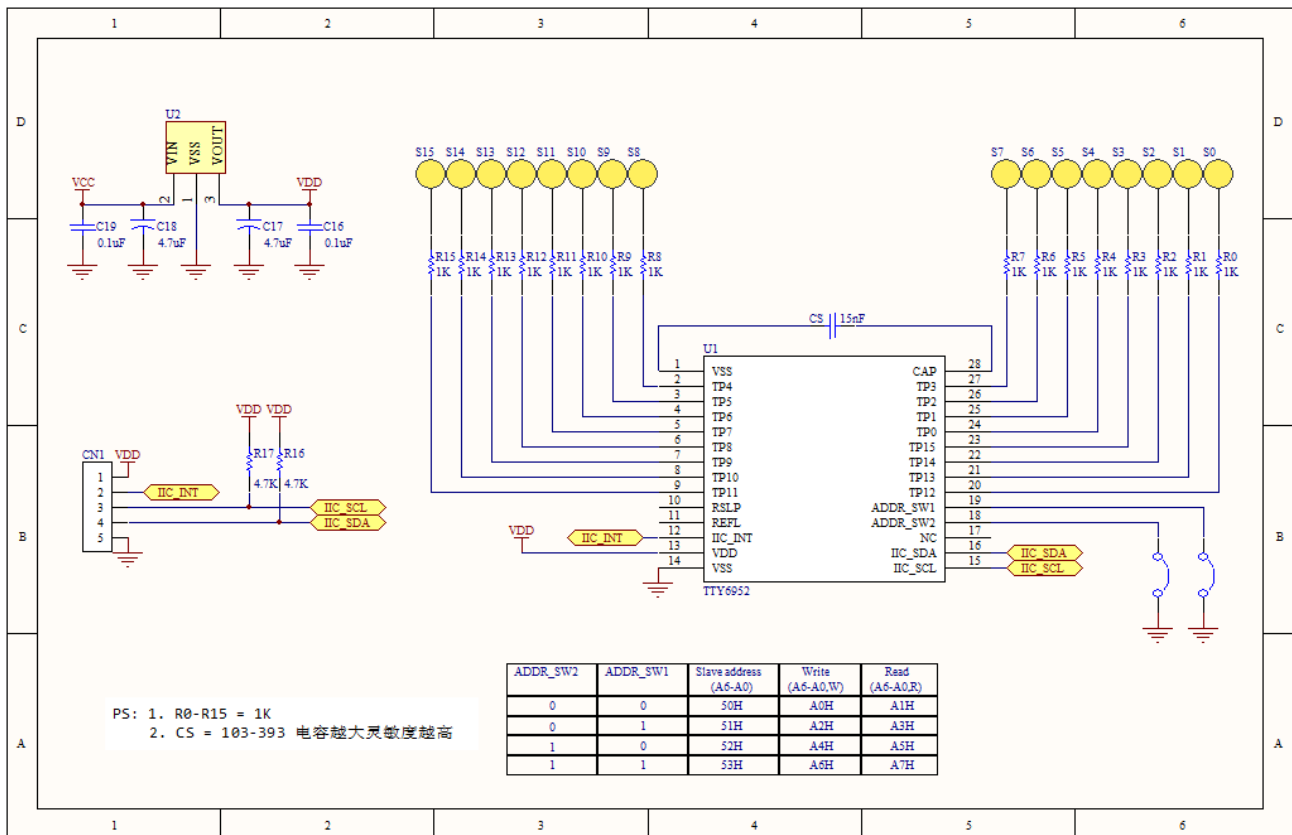 1 2 3 4 5 6
D D
U2
VIN VSS VOUT
2 1 3
VCC VDD
C19 C18 C17 C16
0.1uF 4.7uF 4.7uF 0.1uF
S15 S14 S13 S12 S11 S10 S9 S8
S7 S6 S5 S4 S3 S2 S1 S0
R15 R14 R13 R12 R11 R10 R9 R8
1K 1K 1K 1K 1K 1K 1K 1K
R7 R6 R5 R4 R3 R2 R1 R0
1K 1K 1K 1K 1K 1K 1K 1K
C C
CS 15nF
U1
1 VSS CAP 28
2 TP4 TP3 27
3 TP5 TP2 26
4 TP6 TP1 25
5 TP7 TP0 24
6 TP8 TP15 23
7 TP9 TP14 22
8 TP10 TP13 21
9 TP11 TP12 20
10 RSLP ADDR_SW1 19
11 REFL ADDR_SW2 18
12 IIC_INT NC 17
13 VDD IIC_SDA 16
14 VSS IIC_SCL 15
TTY6952
VDD
IIC_INT
IIC_SDA
IIC_SCL
VDD VDD
R17 R16
4.7K 4.7K
CN1 VDD
1
2 IIC_INT
3 IIC_SCL
4 IIC_SDA
5
B B
ADDR_SW2 ADDR_SW1 Slave address Write Read
(A6-A0) (A6-A0,W) (A6-A0,R)
0 0 50H A0H A1H
0 1 51H A2H A3H
1 0 52H A4H A5H
1 1 53H A6H A7H
PS: 1. R0-R15 = 1K
2. CS = 103-393 电容越大灵敏度越高
A A
1 2 3 4 5 6